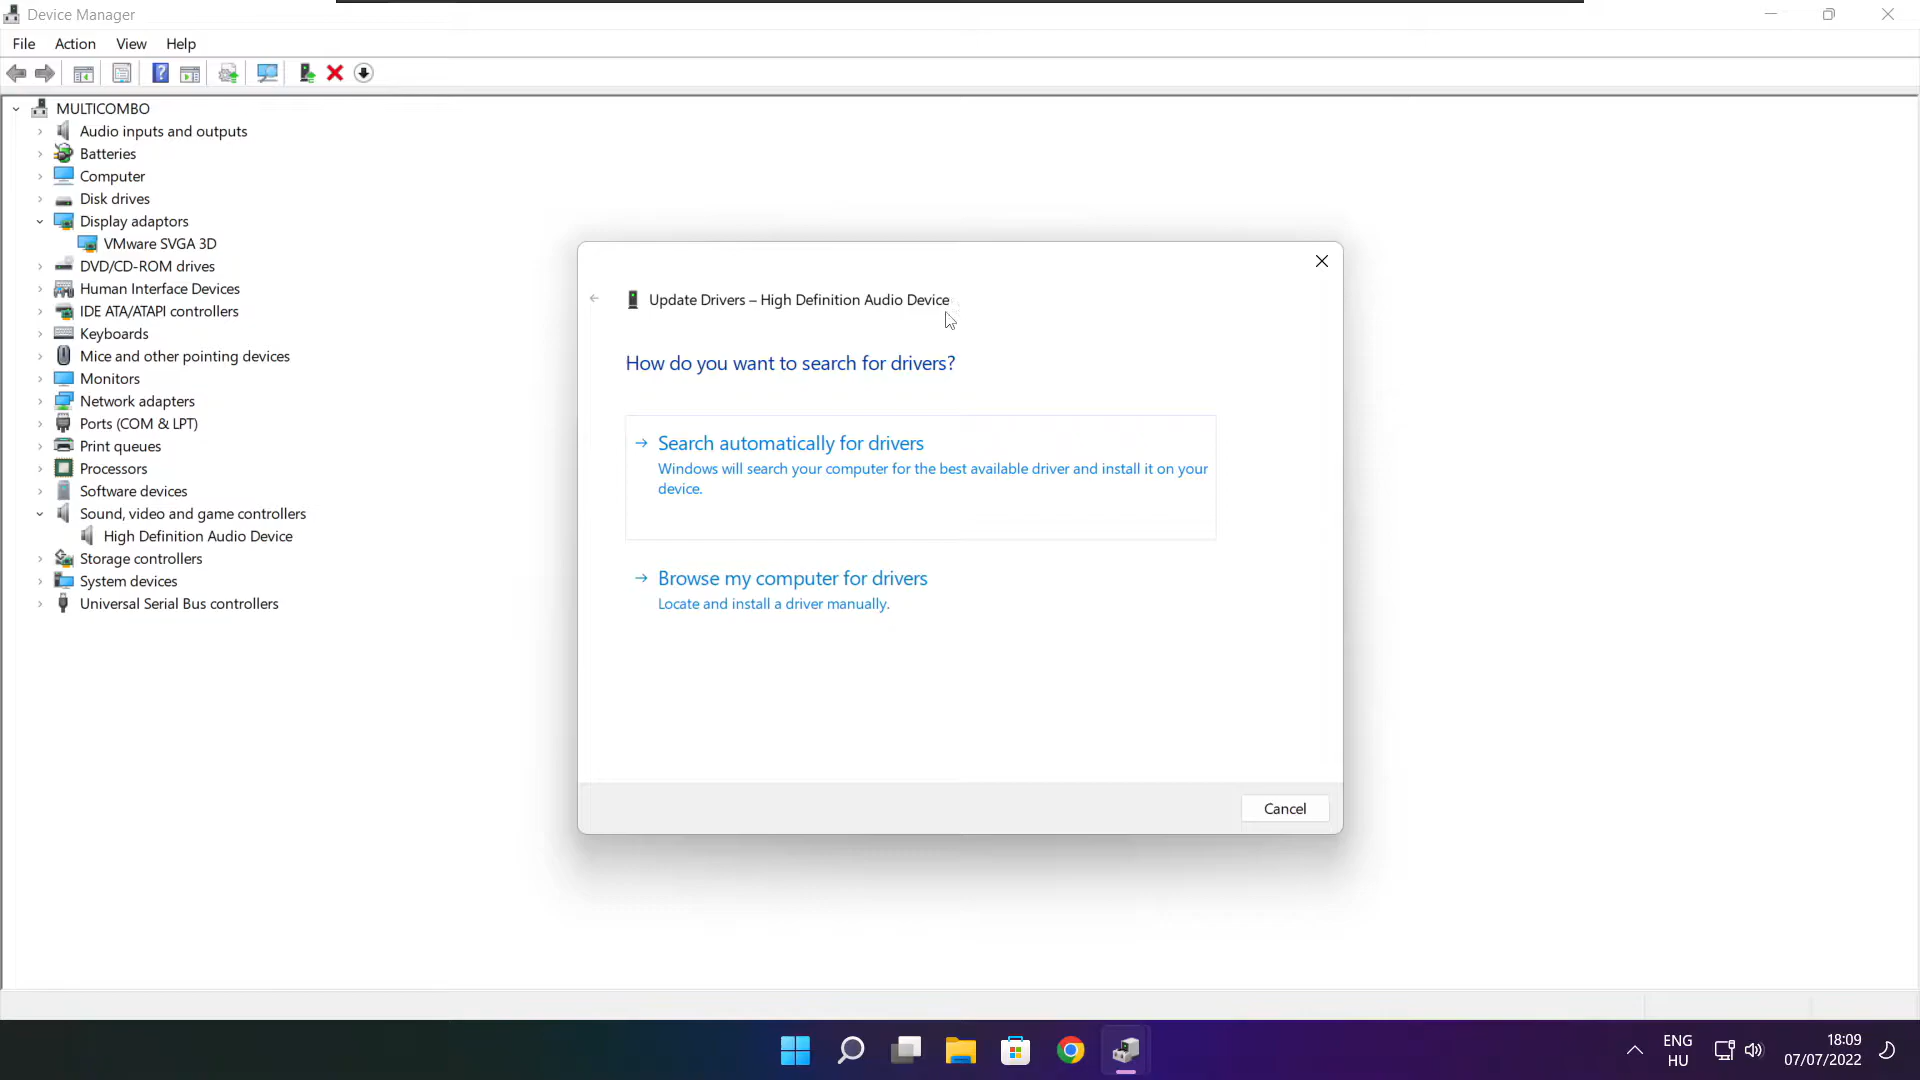 Device Manager
File Action View Help
MULTICOMBO
Audio inputs and outputs
Batteries
Computer
Disk drives
Display adaptors
VMware SVGA 3D
DVD/CD-ROM drives
Human Interface Devices
IDE ATA/ATAPI controllers
Keyboards
Mice and other pointing devices
Monitors
Network adapters
Ports (COM & LPT)
Print queues
Processors
Software devices
Sound, video and game controllers
High Definition Audio Device
Storage controllers
System devices
Universal Serial Bus controllers
Update Drivers – High Definition Audio Device
How do you want to search for drivers?
Search automatically for drivers
Windows will search your computer for the best available driver and install it on your
device.
Browse my computer for drivers
Locate and install a driver manually.
Cancel
ENG
HU
18:09
07/07/2022